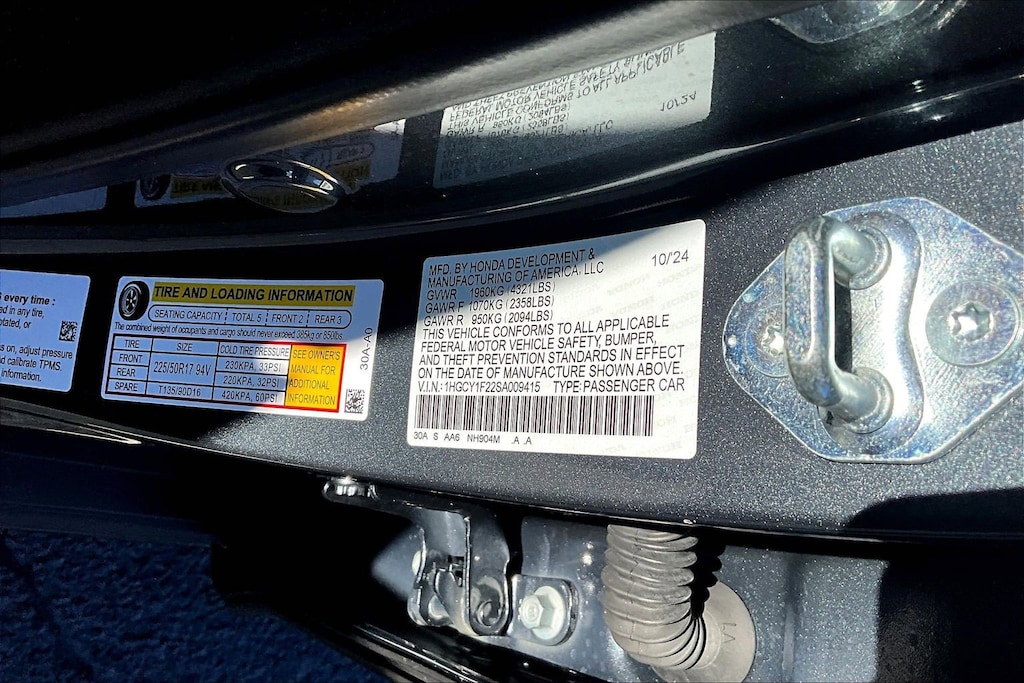 every time :
ed in any tire,
otated, or
on, adjust pressure
d calibrate TPMS.
information.
TIRE AND LOADING INFORMATION
SEATING CAPACITY TOTAL 5 FRONT 2 REAR 3
The combined weight of occupants and cargo should never exceed 385kg or 850lbs.
TIRE SIZE COLD TIRE PRESSURE
FRONT 225/50R17 94V 230KPA, 33PSI
REAR 220KPA, 32PSI
SPARE T135/90D16 420KPA, 60PSI
SEE OWNER'S
MANUAL FOR
ADDITIONAL
INFORMATION
30A-A0
MFD. BY HONDA DEVELOPMENT & 10/24
MANUFACTURING OF AMERICA, LLC
GVWR 1960KG (4321LBS)
GAWR F 1070KG (2358LBS)
GAWR R 950KG (2094LBS)
THIS VEHICLE CONFORMS TO ALL APPLICABLE
FEDERAL MOTOR VEHICLE SAFETY, BUMPER,
AND THEFT PREVENTION STANDARDS IN EFFECT
ON THE DATE OF MANUFACTURE SHOWN ABOVE.
V.I.N.: 1HGCY1F22SA009415 TYPE:PASSENGER CAR
30A S AA6 NH904M .A .A